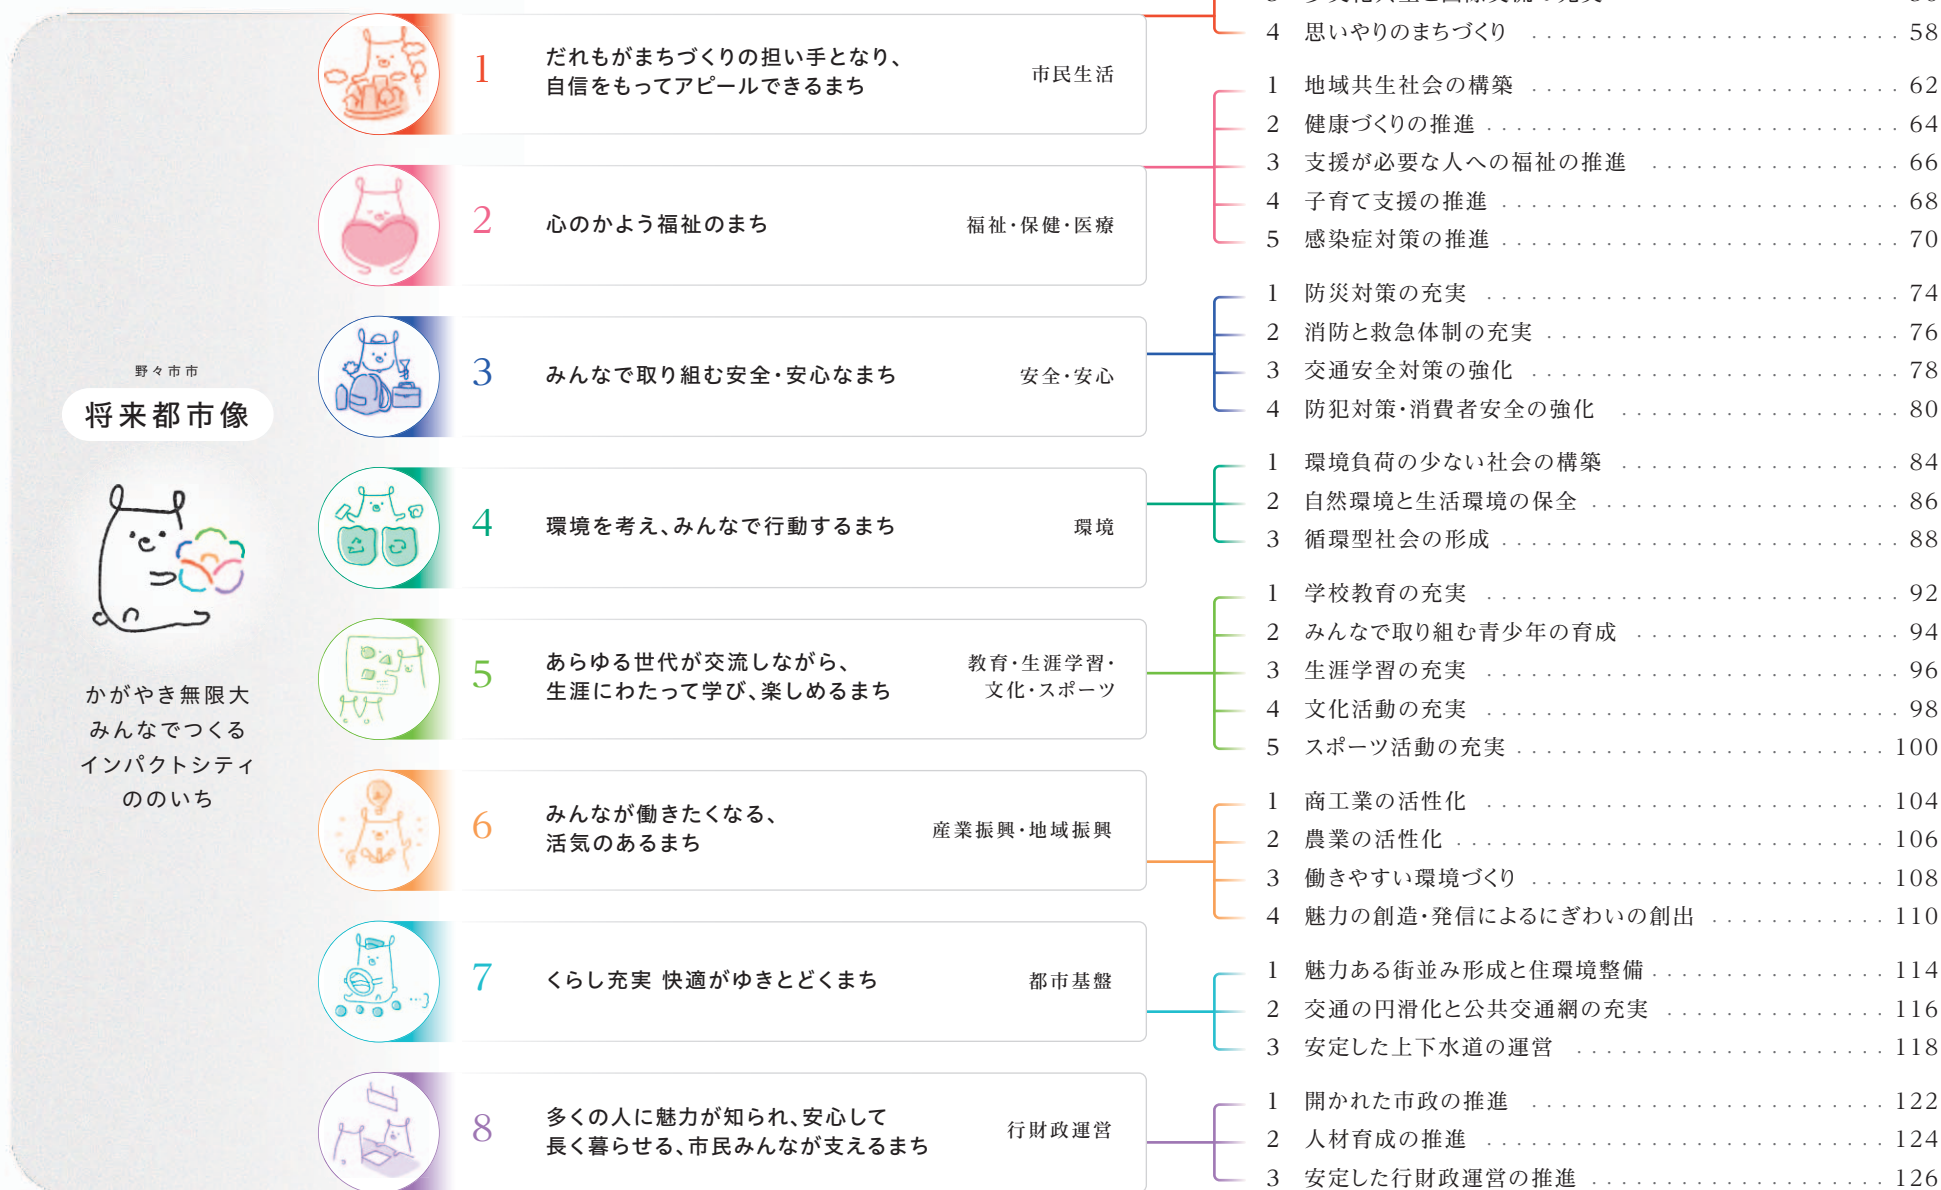 野々市市
将来都市像
かがやき無限大
みんなでつくる
インパクトシティ
ののいち
1 だれもがまちづくりの担い手となり、
自信をもってアピールできるまち
市民生活
4 思いやりのまちづくり 58
2 心のかよう福祉のまち 福祉・保健・医療
1 地域共生社会の構築 62
2 健康づくりの推進 64
3 支援が必要な人への福祉の推進 66
4 子育て支援の推進 68
5 感染症対策の推進 70
3 みんなで取り組む安全・安心なまち 安全・安心
1 防災対策の充実 74
2 消防と救急体制の充実 76
3 交通安全対策の強化 78
4 防犯対策・消費者安全の強化 80
4 環境を考え、みんなで行動するまち 環境
1 環境負荷の少ない社会の構築 84
2 自然環境と生活環境の保全 86
3 循環型社会の形成 88
5 あらゆる世代が交流しながら、
生涯にわたって学び、楽しめるまち
教育・生涯学習・
文化・スポーツ
1 学校教育の充実 92
2 みんなで取り組む青少年の育成 94
3 生涯学習の充実 96
4 文化活動の充実 98
5 スポーツ活動の充実 100
6 みんなが働きたくなる、
活気のあるまち
産業振興・地域振興
1 商工業の活性化 104
2 農業の活性化 106
3 働きやすい環境づくり 108
4 魅力の創造・発信によるにぎわいの創出 110
7 くらし充実 快適がゆきとどくまち 都市基盤
1 魅力ある街並み形成と住環境整備 114
2 交通の円滑化と公共交通網の充実 116
3 安定した上下水道の運営 118
8 多くの人に魅力が知られ、安心して
長く暮らせる、市民みんなが支えるまち
行財政運営
1 開かれた市政の推進 122
2 人材育成の推進 124
3 安定した行財政運営の推進 126